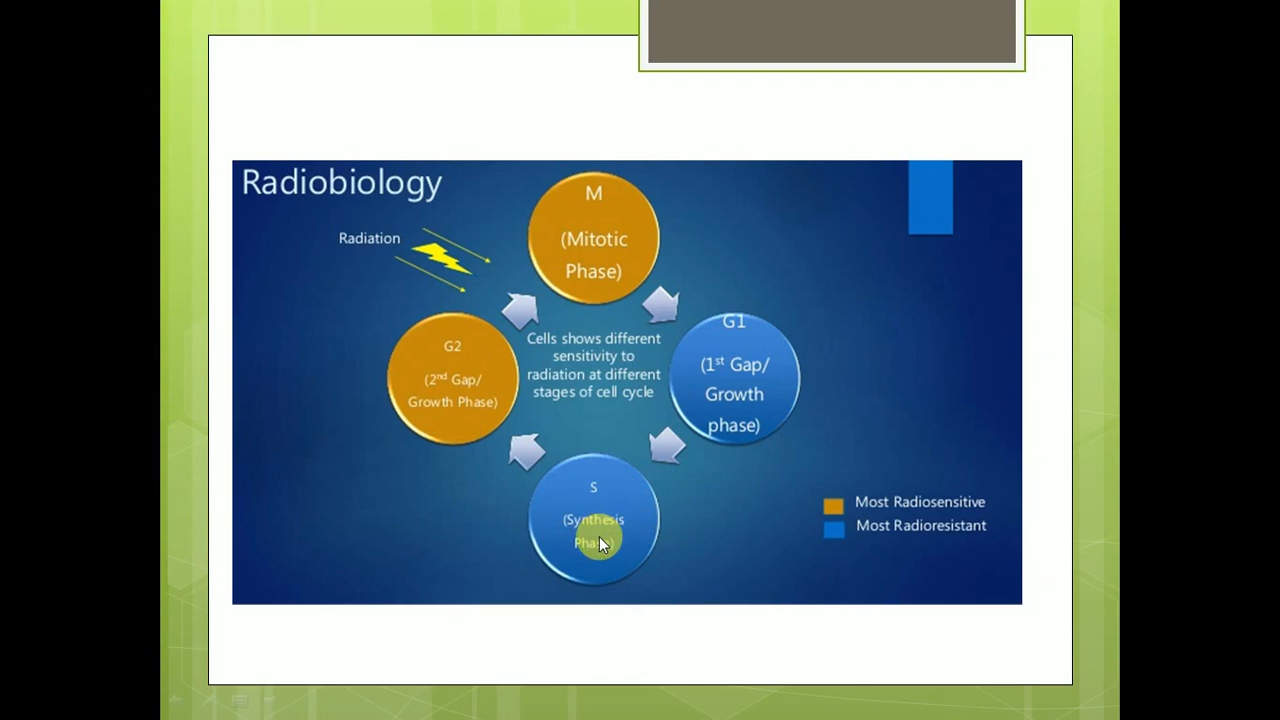 Radiobiology
Radiation
M
(Mitotic
Phase)
G1
(1st Gap/
Growth
phase)
G2
(2nd Gap/
Growth Phase)
Cells shows different
sensitivity to
radiation at different
stages of cell cycle
S
(Synthesis
Phase)
Most Radiosensitive
Most Radioresistant